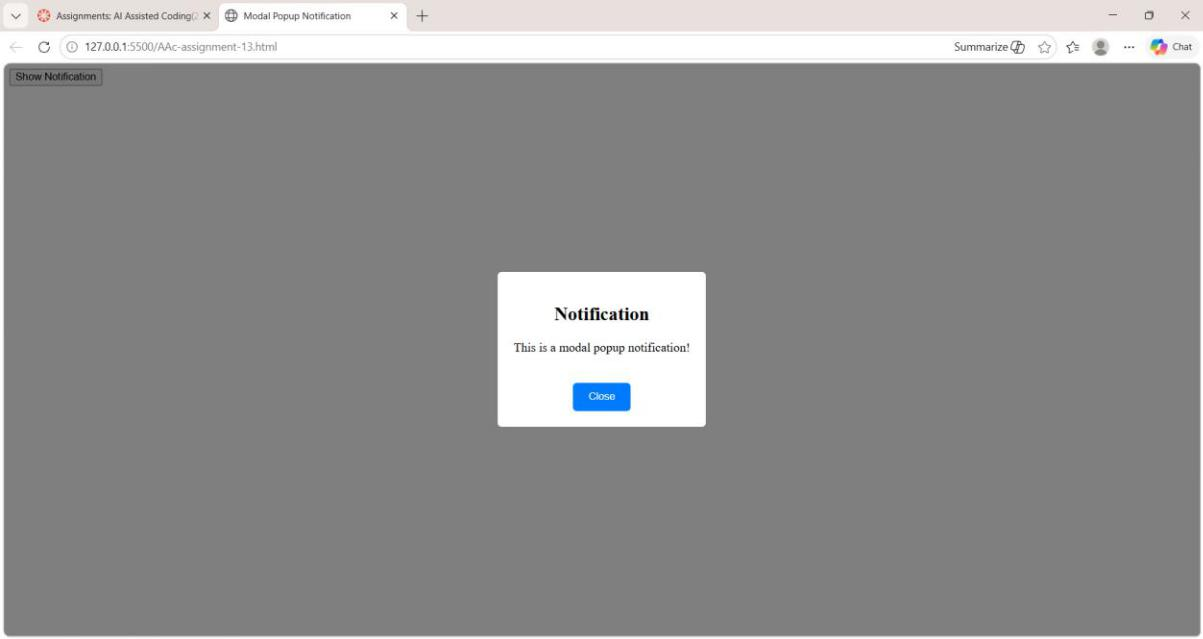 Assignments: AI Assisted Coding(2
Modal Popup Notification
127.0.0.1:5500/AAc-assignment-13.html
Summarize
Chat
Show Notification
Notification
This is a modal popup notification!
Close